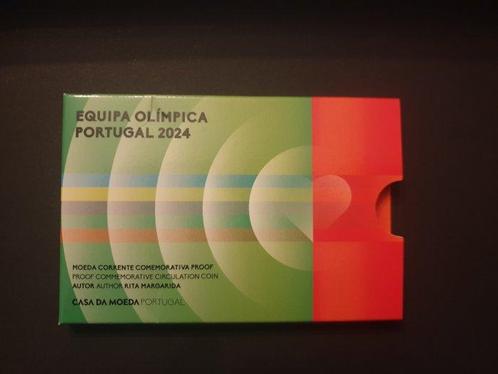 EQUIPA OLÍMPICA
PORTUGAL 2024
MOEDA CORRENTE COMEMORATIVA PROOF
PROOF COMMEMORATIVE CIRCULATION COIN
AUTOR AUTHOR RITA MARGARIDA
CASA DA MOEDA PORTUGAL